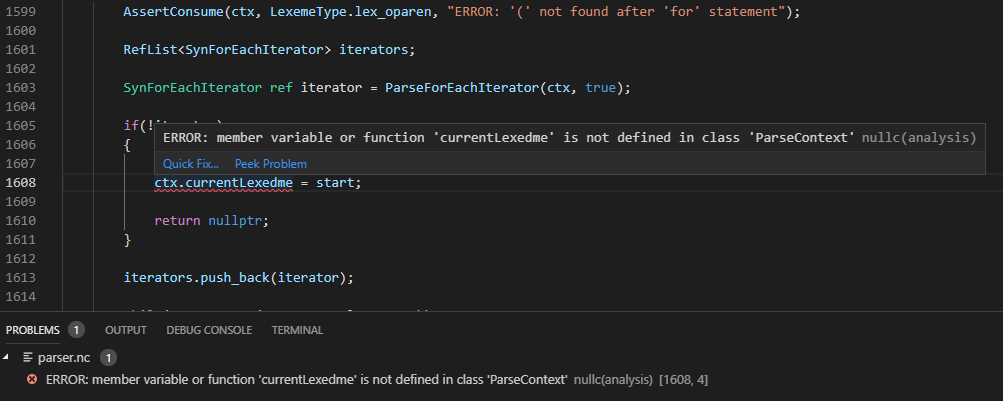 1599 AssertConsume(ctx, LexemeType.lex_oparen, "ERROR: '(' not found after 'for' statement");
1600
1601 RefList<SynForEachIterator> iterators;
1602
1603 SynForEachIterator ref iterator = ParseForEachIterator(ctx, true);
1604
1605 if(!
ERROR: member variable or function 'currentLexedme' is not defined in class 'ParseContext' nullc(analysis)
1606 {
1607 Quick Fix... Peek Problem
1608 ctx.currentLexedme = start;
1609
1610 return nullptr;
1611 }
1612
1613 iterators.push_back(iterator);
1614
PROBLEMS 1 OUTPUT DEBUG CONSOLE TERMINAL
parser.nc 1
ERROR: member variable or function 'currentLexedme' is not defined in class 'ParseContext' nullc(analysis) [1608, 4]